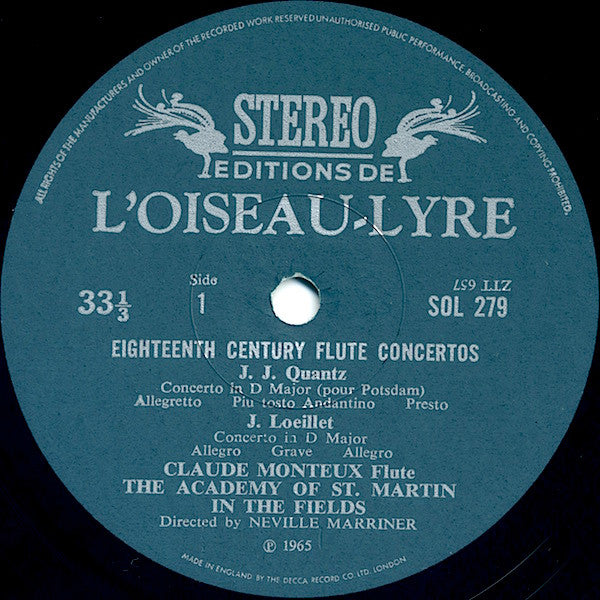 ALL RIGHTS OF THE MANUFACTURERS AND OWNER OF THE RECORDED WORK RESERVED UNAUTHORISED PUBLIC PERFORMANCE, BROADCASTING AND COPYING PROHIBITED.
STEREO
EDITIONS DE
L'OISEAU-LYRE
33⅓
Side
1
ZTT 657
SOL 279
EIGHTEENTH CENTURY FLUTE CONCERTOS
J. J. Quantz
Concerto in D Major (pour Potsdam)
Allegretto Piu tosto Andantino Presto
J. Loeillet
Concerto in D Major
Allegro Grave Allegro
CLAUDE MONTEUX Flute
THE ACADEMY OF ST. MARTIN
IN THE FIELDS
Directed by NEVILLE MARRINER
℗ 1965
MADE IN ENGLAND BY THE DECCA RECORD CO. LTD. LONDON.